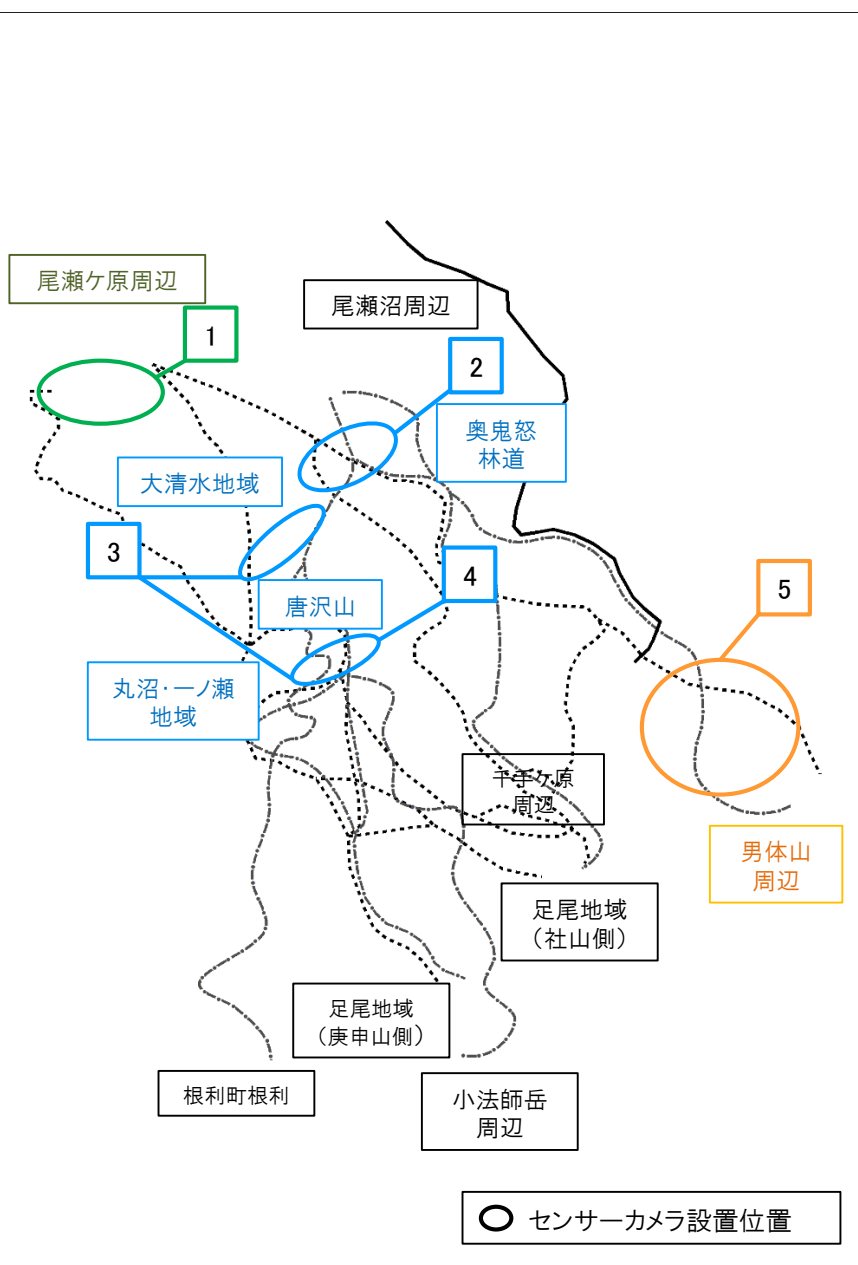 尾瀬ケ原周辺
尾瀬沼周辺
1
2
奥鬼怒
林道
大清水地域
3
4
5
唐沢山
丸沼・一ノ瀬
地域
千手ケ原
周辺
男体山
周辺
足尾地域
（社山側）
足尾地域
（庚申山側）
根利町根利
小法師岳
周辺
センサーカメラ設置位置